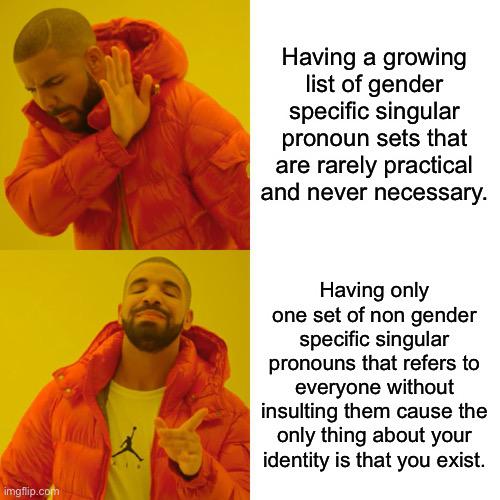 Having a growing
list of gender
specific singular
pronoun sets that
are rarely practical
and never necessary.
Having only
one set of non gender
specific singular
pronouns that refers to
everyone without
insulting them cause the
only thing about your
identity is that you exist.
imgflip.com